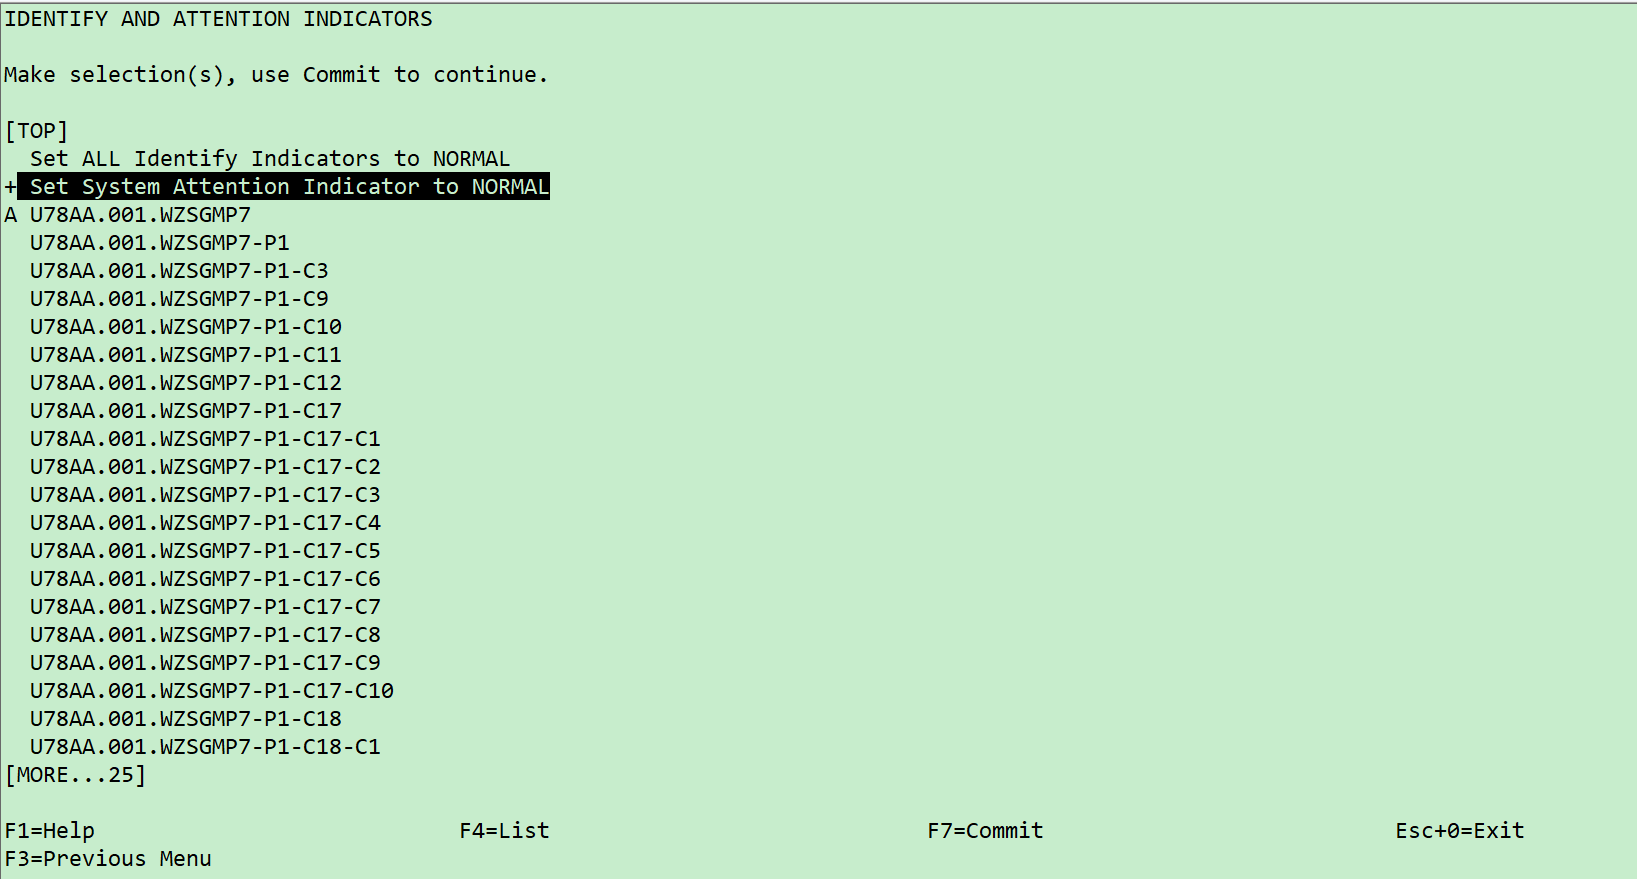 IDENTIFY AND ATTENTION INDICATORS
Make selection(s), use Commit to continue.
[TOP]
  Set ALL Identify Indicators to NORMAL
+ Set System Attention Indicator to NORMAL
A U78AA.001.WZSGMP7
  U78AA.001.WZSGMP7-P1
  U78AA.001.WZSGMP7-P1-C3
  U78AA.001.WZSGMP7-P1-C9
  U78AA.001.WZSGMP7-P1-C10
  U78AA.001.WZSGMP7-P1-C11
  U78AA.001.WZSGMP7-P1-C12
  U78AA.001.WZSGMP7-P1-C17
  U78AA.001.WZSGMP7-P1-C17-C1
  U78AA.001.WZSGMP7-P1-C17-C2
  U78AA.001.WZSGMP7-P1-C17-C3
  U78AA.001.WZSGMP7-P1-C17-C4
  U78AA.001.WZSGMP7-P1-C17-C5
  U78AA.001.WZSGMP7-P1-C17-C6
  U78AA.001.WZSGMP7-P1-C17-C7
  U78AA.001.WZSGMP7-P1-C17-C8
  U78AA.001.WZSGMP7-P1-C17-C9
  U78AA.001.WZSGMP7-P1-C17-C10
  U78AA.001.WZSGMP7-P1-C18
  U78AA.001.WZSGMP7-P1-C18-C1
[MORE...25]
F1=Help F4=List F7=Commit Esc+0=Exit
F3=Previous Menu